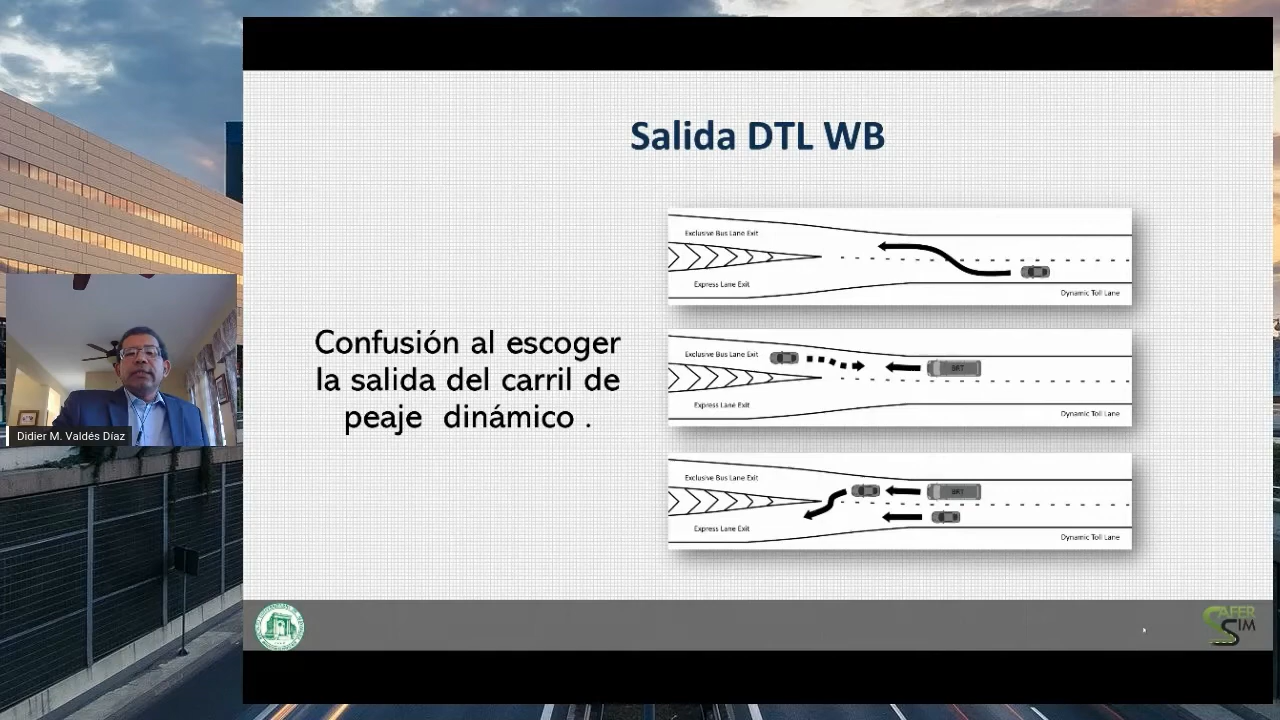 Salida DTL WB
Confusión al escoger
la salida del carril de
peaje dinámico .
Exclusive Bus Lane Exit
Express Lane Exit
Dynamic Toll Lane
Exclusive Bus Lane Exit
BRT
Express Lane Exit
Dynamic Toll Lane
Exclusive Bus Lane Exit
BRT
Express Lane Exit
Dynamic Toll Lane
Didier M. Valdés Díaz
SAFER
SIM